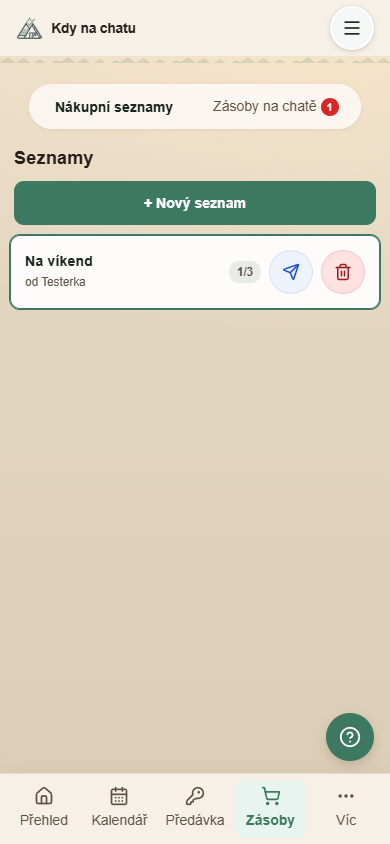 Kdy na chatu
Nákupní seznamy
Zásoby na chatě 1
Seznamy
+ Nový seznam
Na víkend
1/3
od Testerka
Přehled
Kalendář
Předávka
Zásoby
Víc